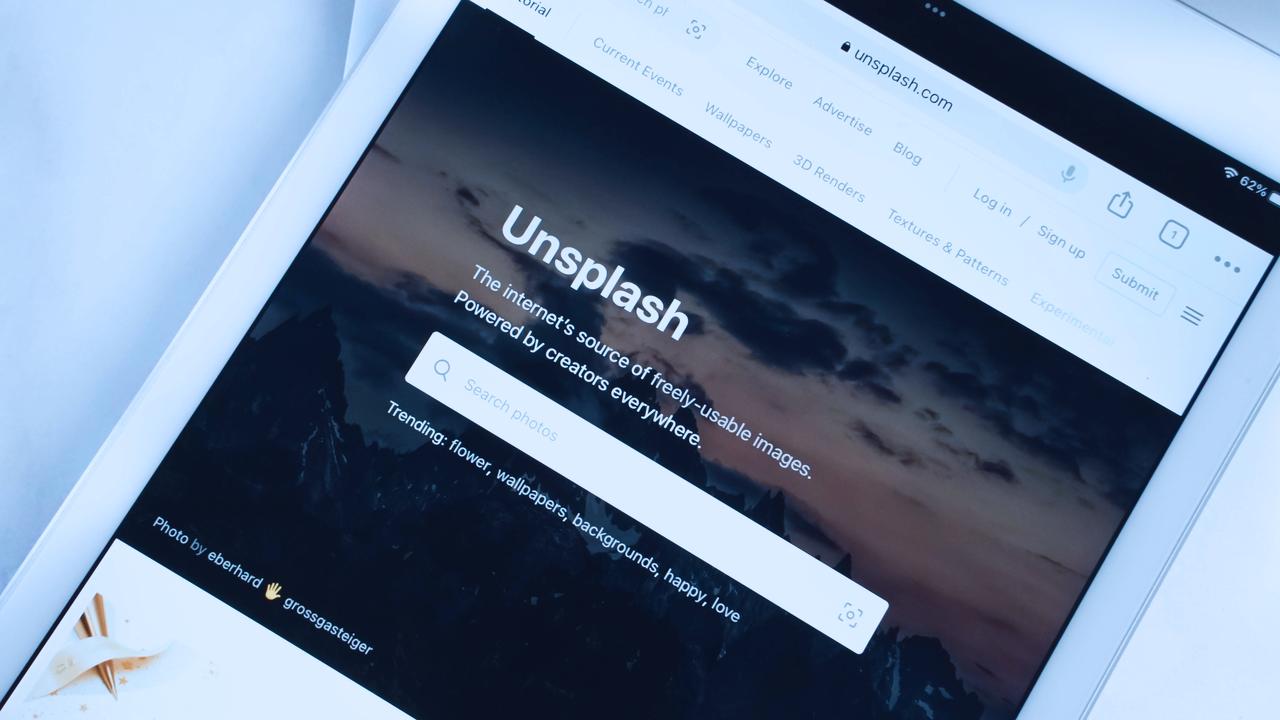 62%
unsplash.com
1
Explore
Advertise
Blog
Log in / Sign up
Submit
Current Events
Wallpapers
3D Renders
Textures & Patterns
Experimental
Unsplash
The internet's source of freely-usable images.
Powered by creators everywhere.
Search photos
Trending: flower, wallpapers, backgrounds, happy, love
Photo by eberhard 🖐 grossgasteiger